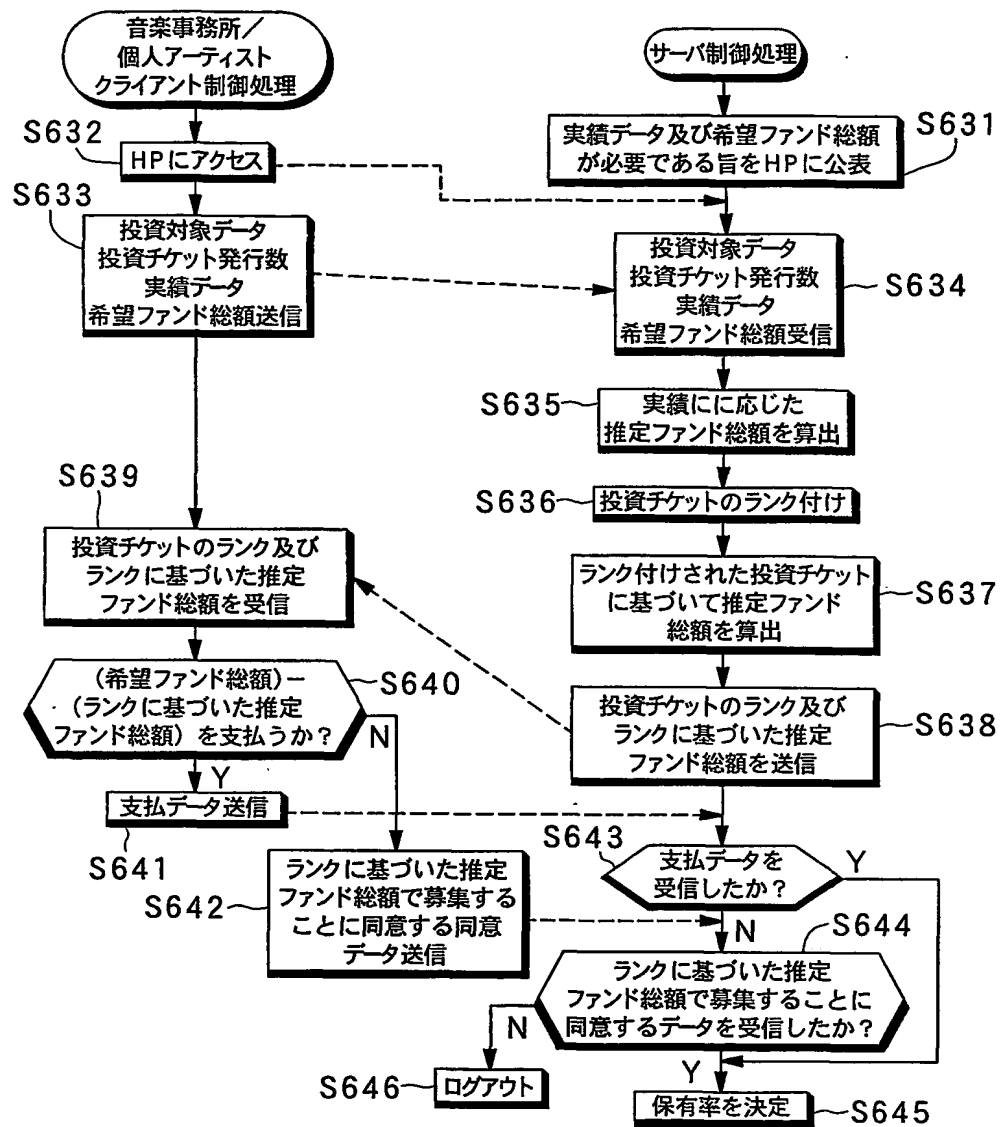 音楽事務所/
個人アーティスト
クライアント制御処理
S632
HPにアクセス
S633
投資対象データ
投資チケット発行数
実績データ
希望ファンド総額送信
S639
投資チケットのランク及び
ランクに基づいた推定
ファンド総額を受信
(希望ファンド総額)－
(ランクに基づいた推定
ファンド総額)を支払うか?
S640
N
Y
支払データ送信
S641
S642
ランクに基づいた推定
ファンド総額で募集する
ことに同意する同意
データ送信
サーバ制御処理
S631
実績データ及び希望ファンド総額
が必要である旨をHPに公表
投資対象データ
投資チケット発行数
実績データ
希望ファンド総額受信
S634
S635
実績にに応じた
推定ファンド総額を算出
S636
投資チケットのランク付け
ランク付けされた投資チケット
に基づいて推定ファンド
総額を算出
S637
投資チケットのランク及び
ランクに基づいた推定
ファンド総額を送信
S638
S643
支払データを
受信したか?
Y
N
S644
ランクに基づいた推定
ファンド総額で募集することに
同意するデータを受信したか?
N
Y
S646
ログアウト
保有率を決定
S645